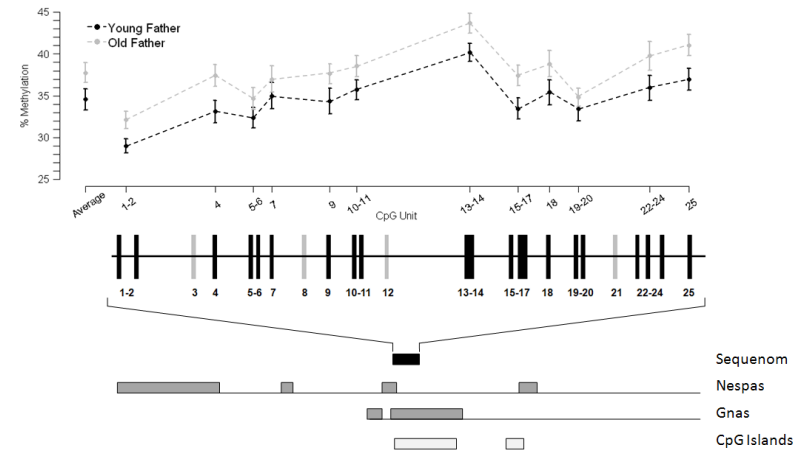 45
40
35
30
25
% Methylation
Young Father
Old Father
Average 1-2 4 5-6 7 9 10-11 13-14 15-17 18 19-20 22-24 25
CpG Unit
1-2 3 4 5-6 7 8 9 10-11 12 13-14 15-17 18 19-20 21 22-24 25
Sequenom
Nespas
Gnas
CpG Islands